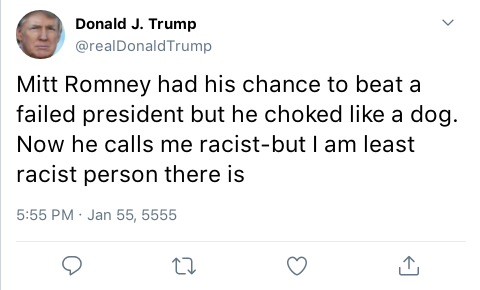 Donald J. Trump
@realDonaldTrump
Mitt Romney had his chance to beat a
failed president but he choked like a dog.
Now he calls me racist-but I am least
racist person there is
5:55 PM · Jan 55, 5555